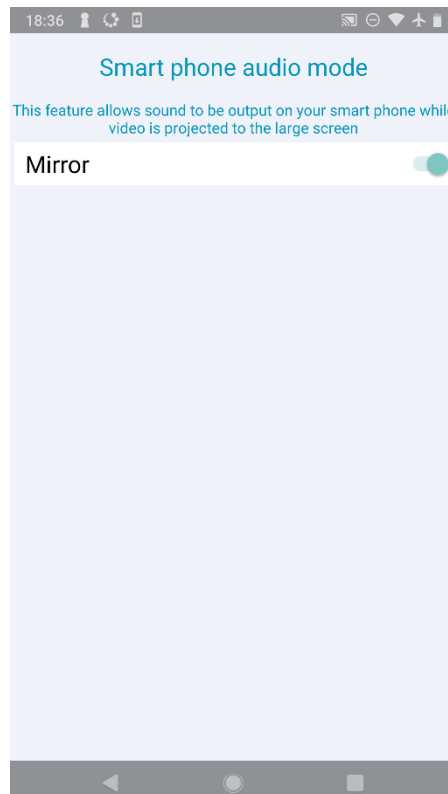 18:36
Smart phone audio mode
This feature allows sound to be output on your smart phone whil
video is projected to the large screen
Mirror